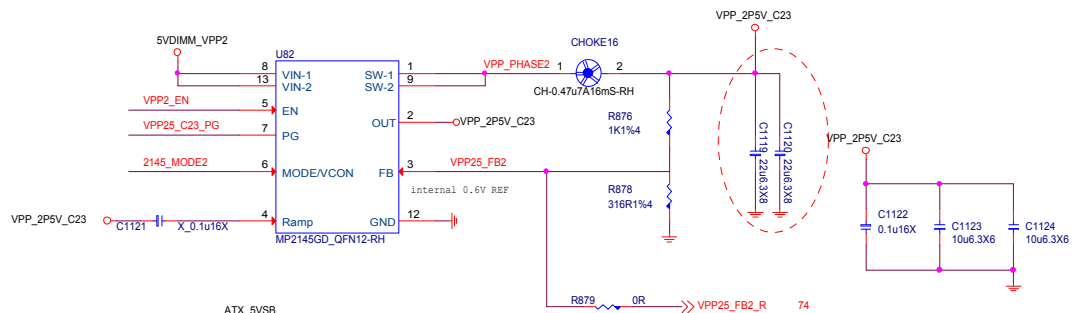 VPP_2P5V_C23
5VDIMM_VPP2
CHOKE16
U82
VPP_PHASE2
8
VIN-1
SW-1
1
1
2
13
VIN-2
SW-2
9
CH-0.47u7A16mS-RH
VPP2_EN
5
EN
R876
1K1%4
OUT
2
VPP_2P5V_C23
VPP25_C23_PG
7
PG
C1119
22u6.3X8
C1120
22u6.3X8
VPP_2P5V_C23
2145_MODE2
6
MODE/VCON
FB
3
VPP25_FB2
internal 0.6V REF
R878
316R1%4
VPP_2P5V_C23
C1121
X_0.1u16X
4
Ramp
GND
12
MP2145GD_QFN12-RH
C1122
0.1u16X
C1123
10u6.3X6
C1124
10u6.3X6
R879
0R
VPP25_FB2_R
74
ATX_5VSB